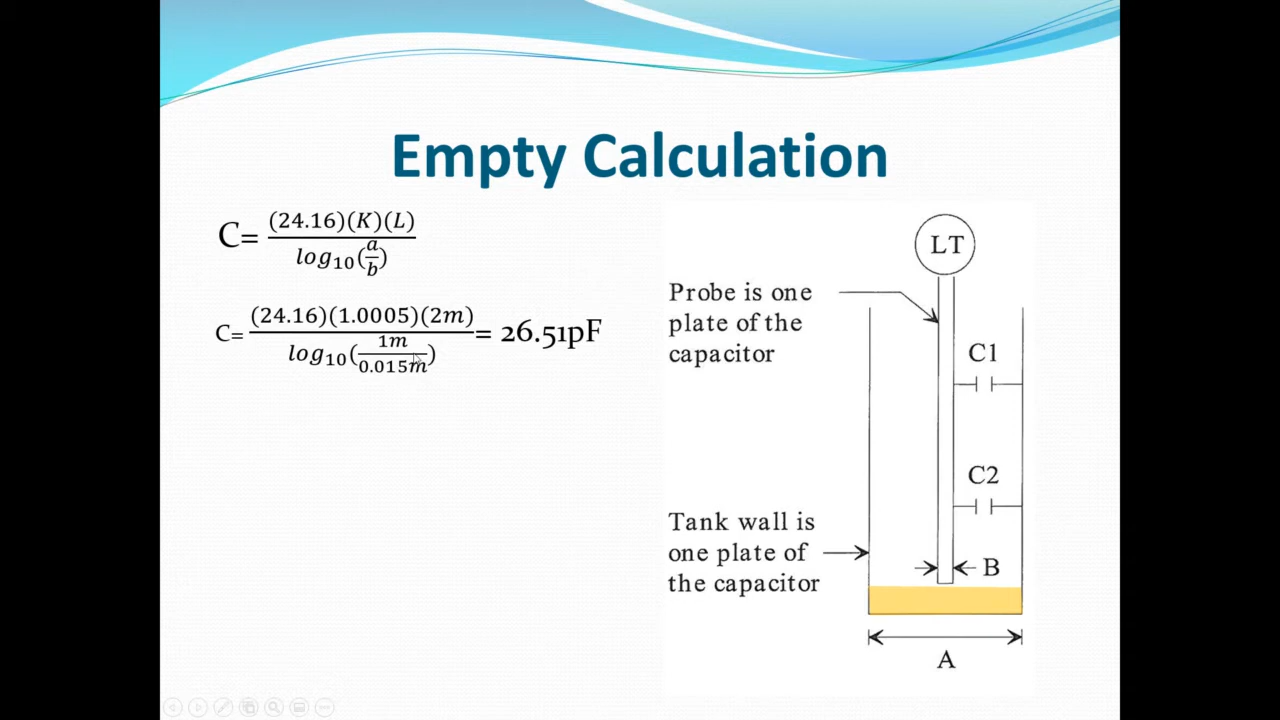 Empty Calculation
C= (24.16)(K)(L)
log10(a/b)
C= (24.16)(1.0005)(2m)
log10(1m/0.015m) = 26.51pF
LT
Probe is one
plate of the
capacitor
C1
C2
Tank wall is
one plate of
the capacitor
B
A